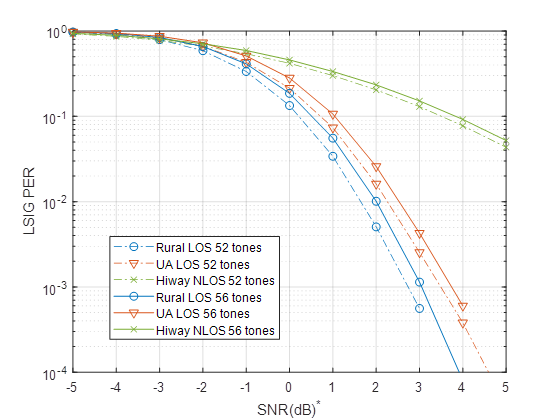 10^0
10^-1
10^-2
10^-3
10^-4
LSIG PER
Rural LOS 52 tones
UA LOS 52 tones
Hiway NLOS 52 tones
Rural LOS 56 tones
UA LOS 56 tones
Hiway NLOS 56 tones
-5 -4 -3 -2 -1 0 1 2 3 4 5
SNR(dB)*